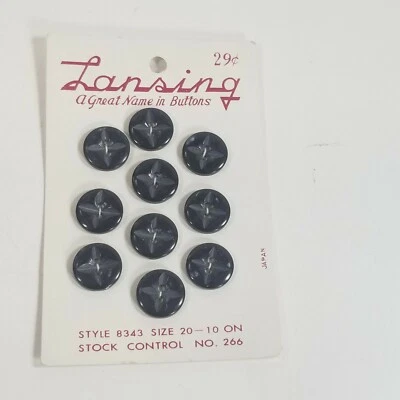 29¢
Lansing
A Great Name in Buttons
JAPAN
STYLE 8343 SIZE 20—10 ON
STOCK CONTROL NO. 266